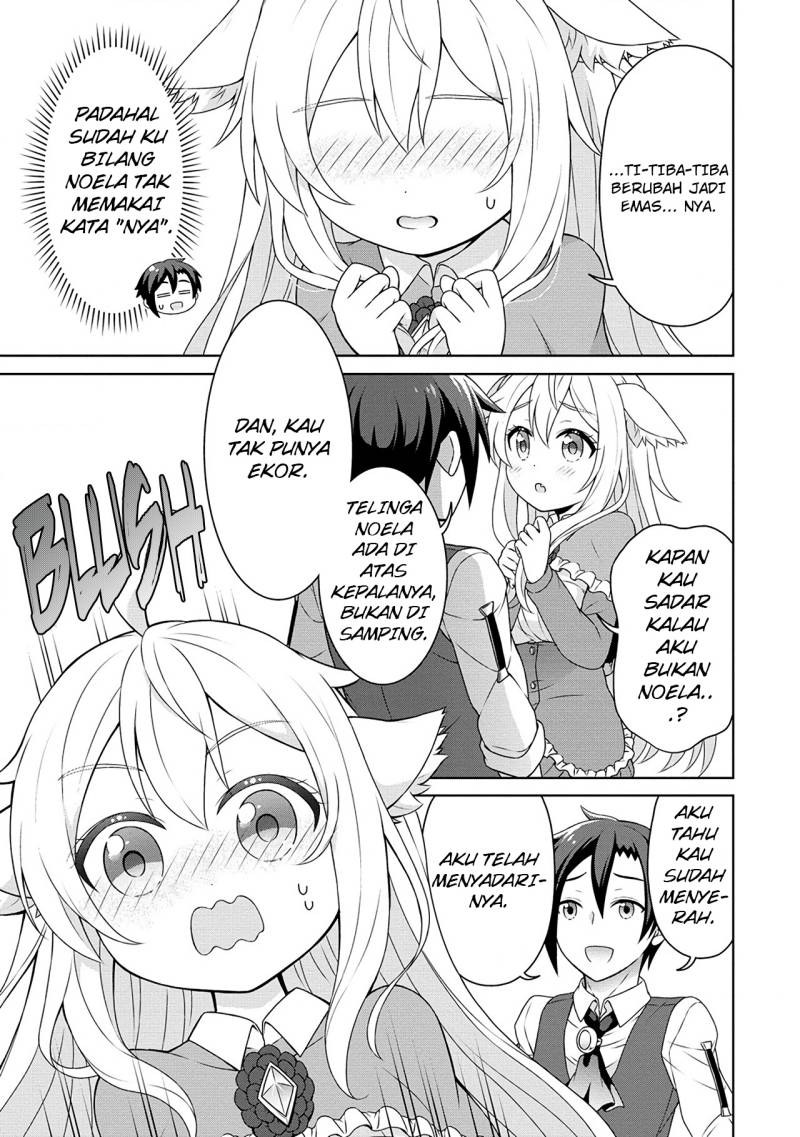 ...TI-TIBA-TIBA
BERUBAH JADI
EMAS... NYA.
PADAHAL
SUDAH KU
BILANG
NOELA TAK
MEMAKAI
KATA "NYA".
KAPAN
KAU
SADAR
KALAU
AKU
BUKAN
NOELA. .
.?
DAN, KAU
TAK PUNYA
EKOR.
TELINGA
NOELA
ADA DI
ATAS
KEPALANYA,
BUKAN DI
SAMPING.
BLUSH
AKU
TAHU
KAU
SUDAH
MENYE-
RAH.
AKU TELAH
MENYADARI-
NYA.